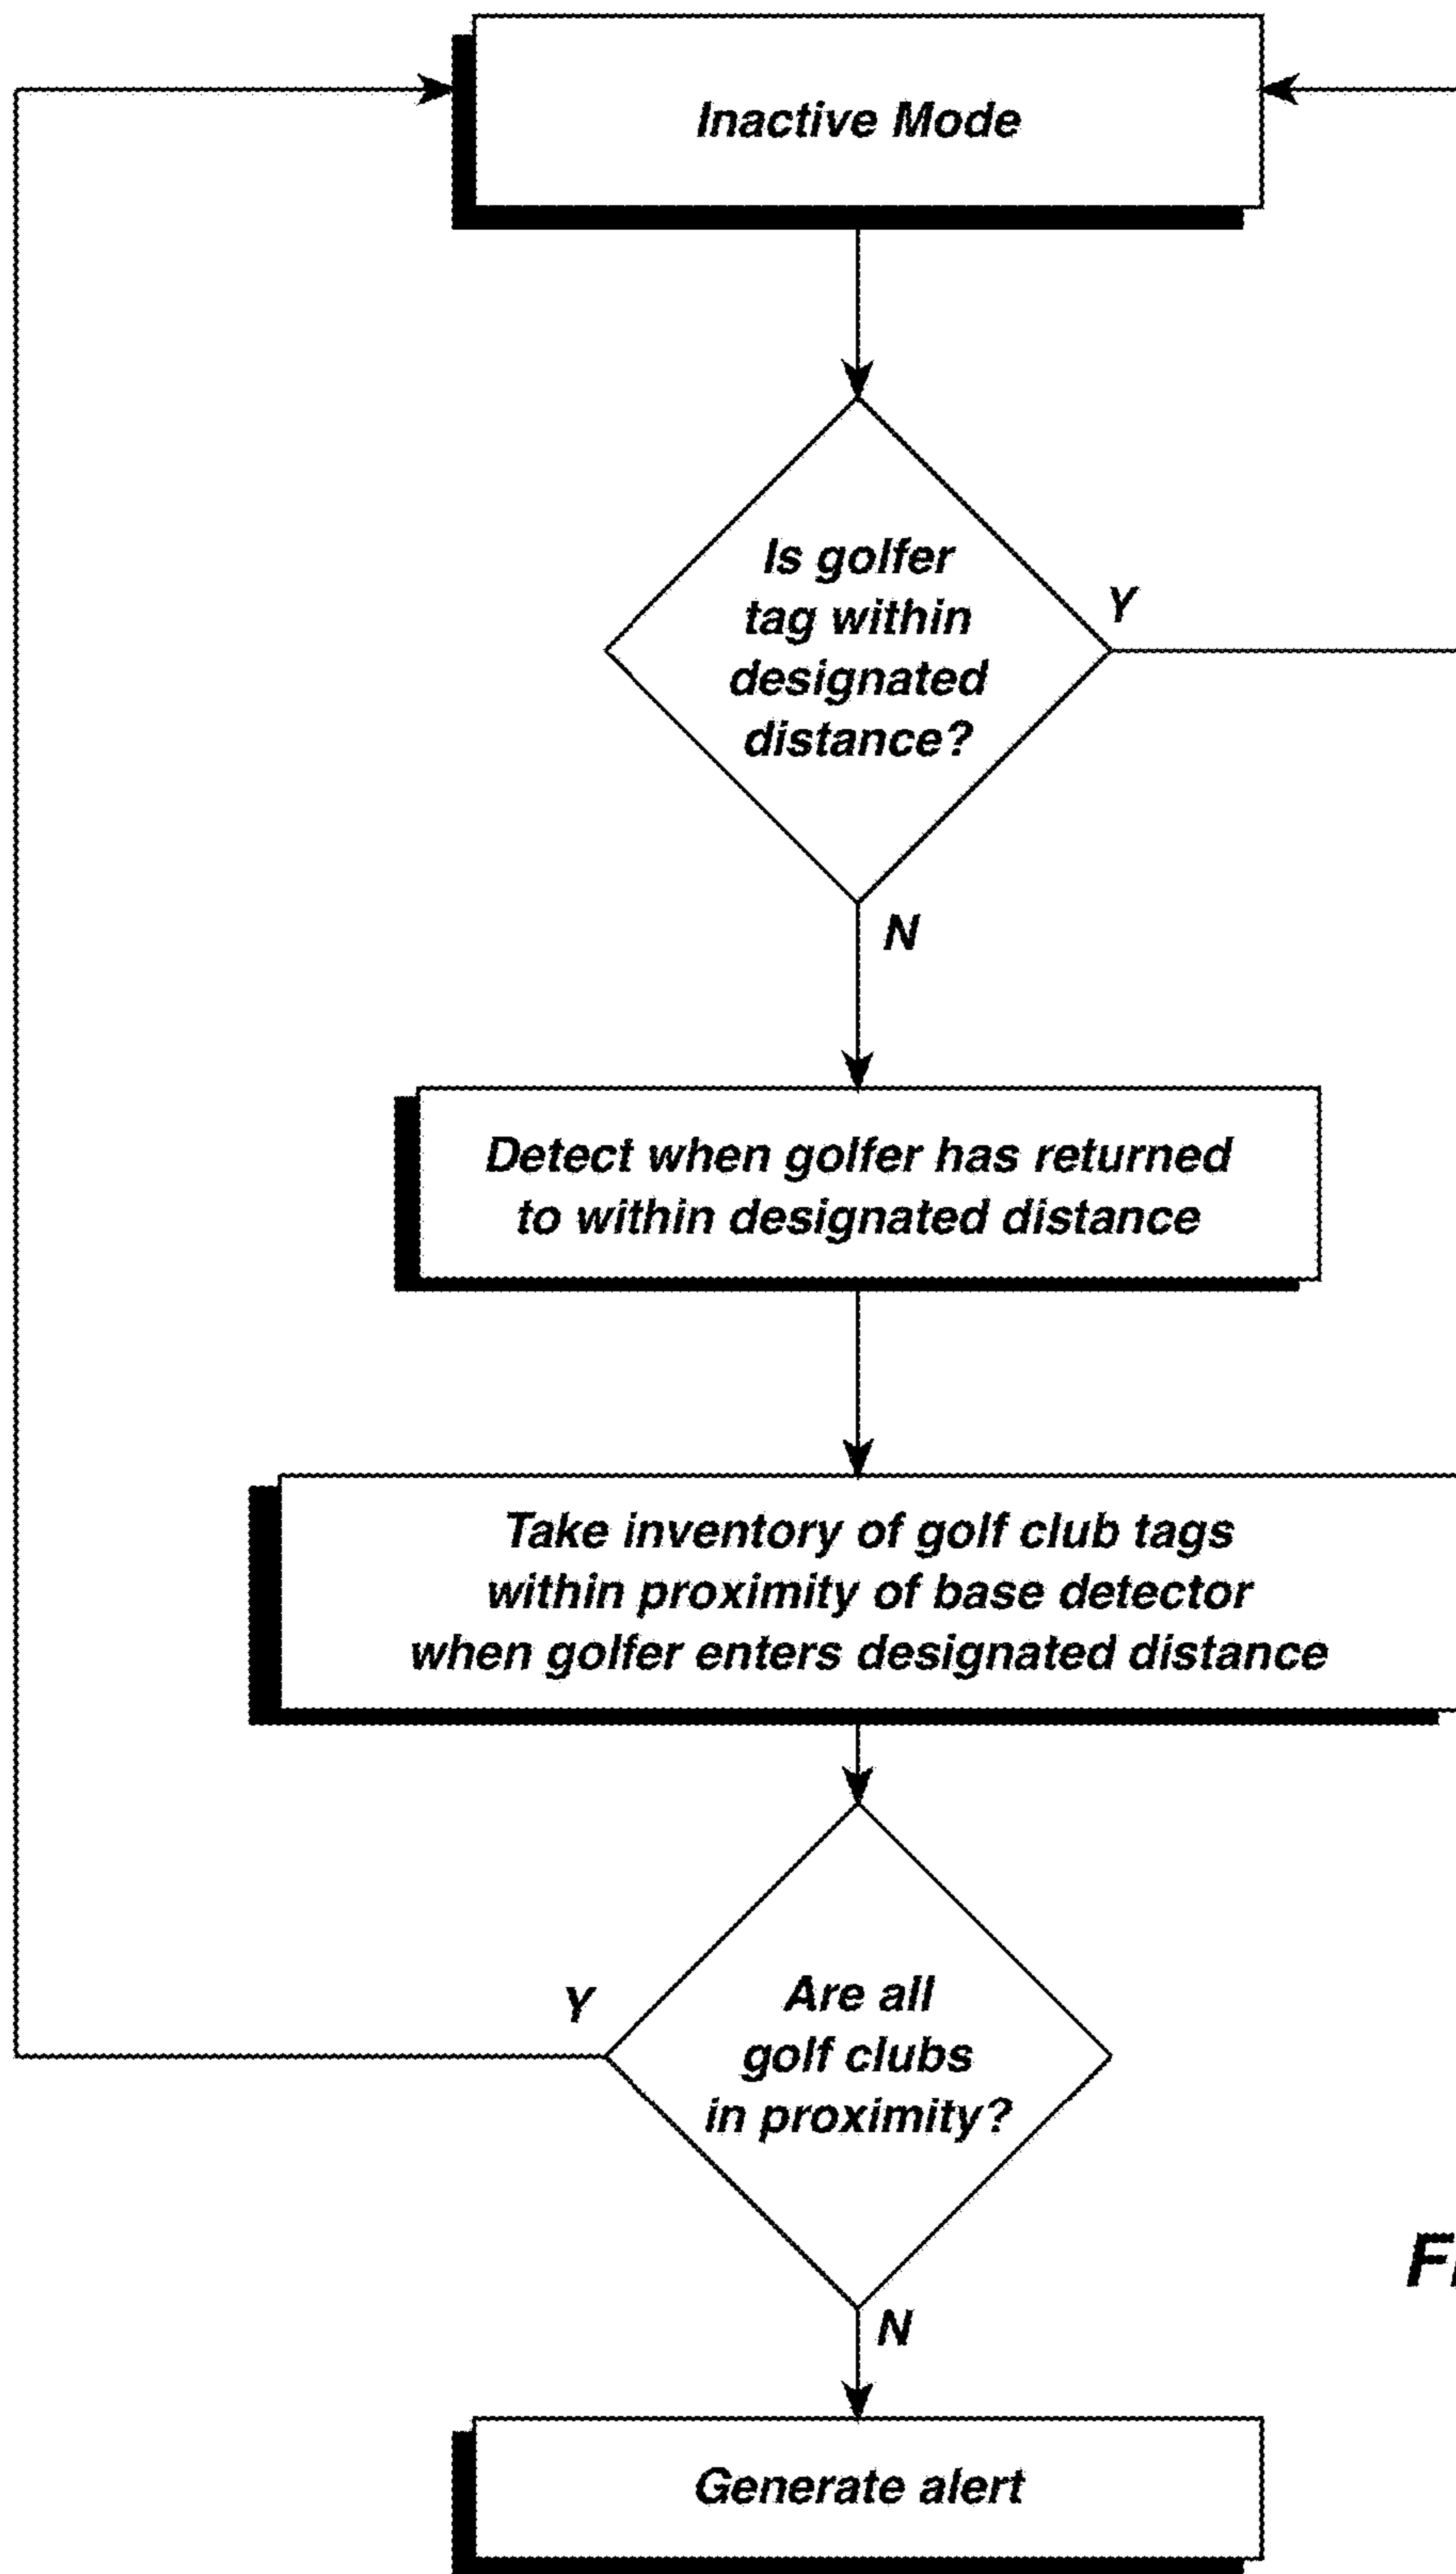 Inactive Mode
Is golfer
tag within
designated
distance?
Y
N
Detect when golfer has returned
to within designated distance
Take inventory of golf club tags
within proximity of base detector
when golfer enters designated distance
Y
Are all
golf clubs
in proximity?
N
Generate alert